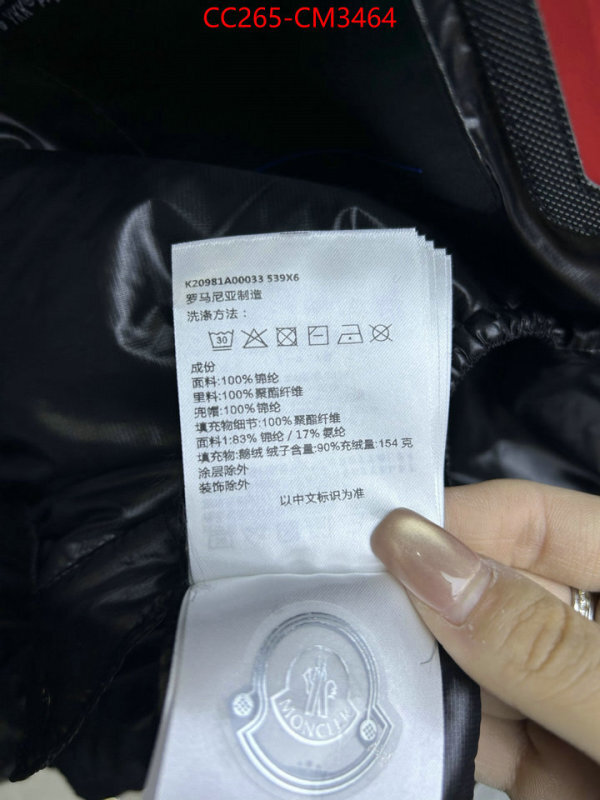 CC265-CM3464
K20981A00033 539X6
罗马尼亚制造
洗涤方法：
30
成份
面料:100% 锦纶
里料:100% 聚酯纤维
兜帽:100% 锦纶
填充物细节:100% 聚酯纤维
面料1:83% 锦纶 / 17% 氨纶
填充物: 鹅绒 绒子含量:90%充绒量:154 克
涂层除外
装饰除外
以中文标识为准
MONCLER